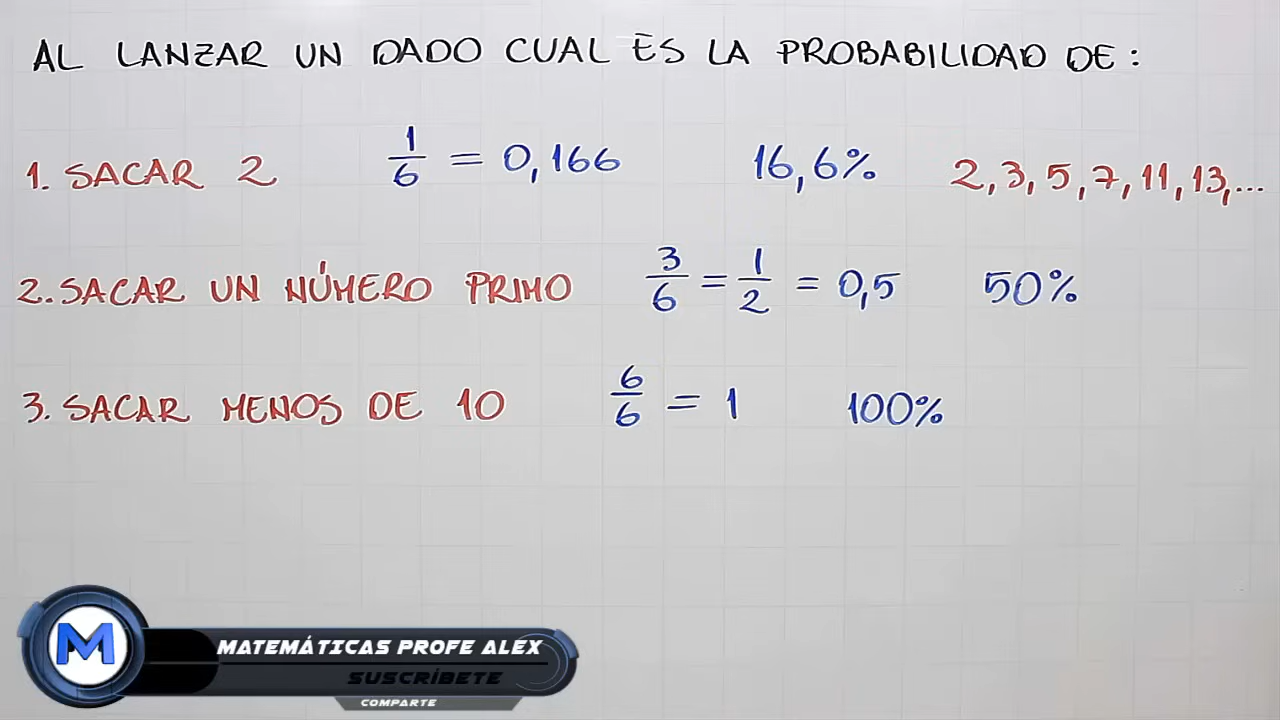 AL LANZAR UN DADO CUAL ES LA PROBABILIDAD DE:
1. SACAR 2 1/6 = 0,166 16,6% 2, 3, 5, 7, 11, 13, ...
2. SACAR UN NÚMERO PRIMO 3/6 = 1/2 = 0,5 50%
3. SACAR MENOS DE 10 6/6 = 1 100%
M
MATEMÁTICAS PROFE ALEX
SUSCRÍBETE
COMPARTE